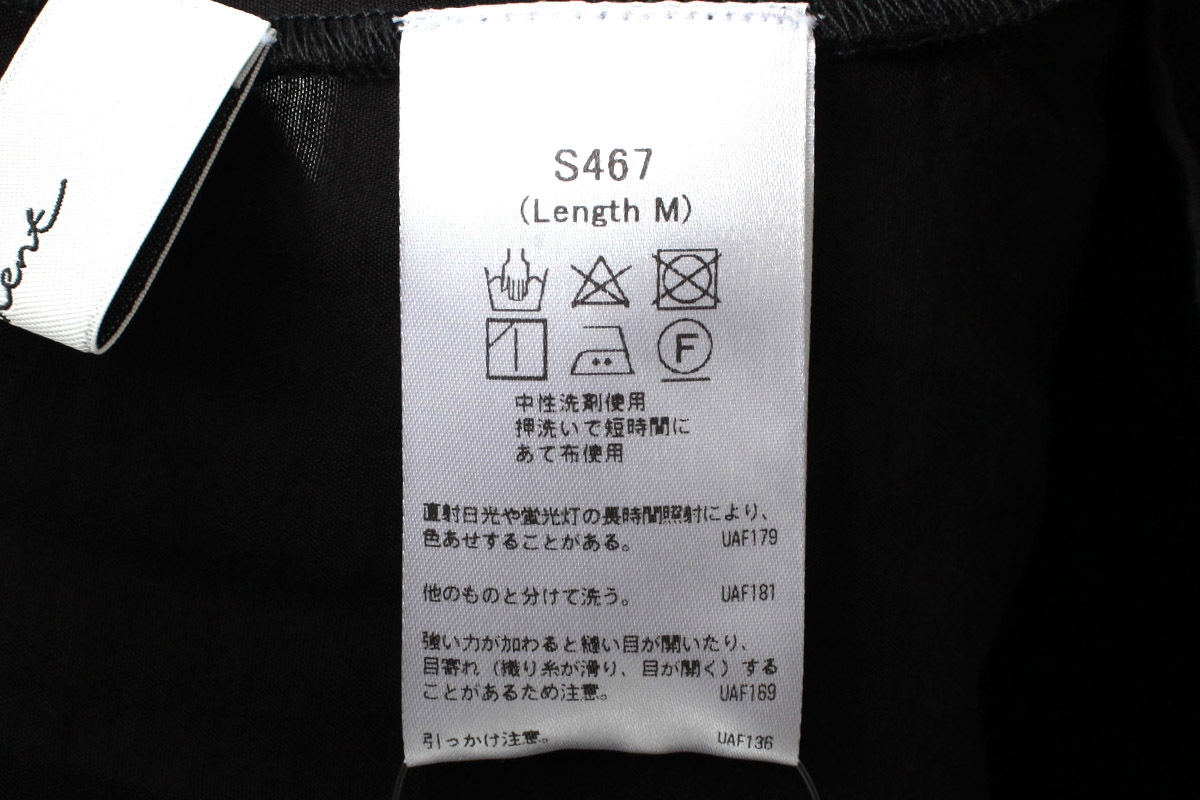 S467
(Length M)
F
中性洗剤使用
押洗いで短時間に
あて布使用
直射日光や蛍光灯の長時間照射により、
色あせすることがある。 UAF179
他のものと分けて洗う。 UAF181
強い力が加わると縫い目が開いたり、
目寄れ（織り糸が滑り、目が開く）する
ことがあるため注意。 UAF169
引っかけ注意。 UAF136